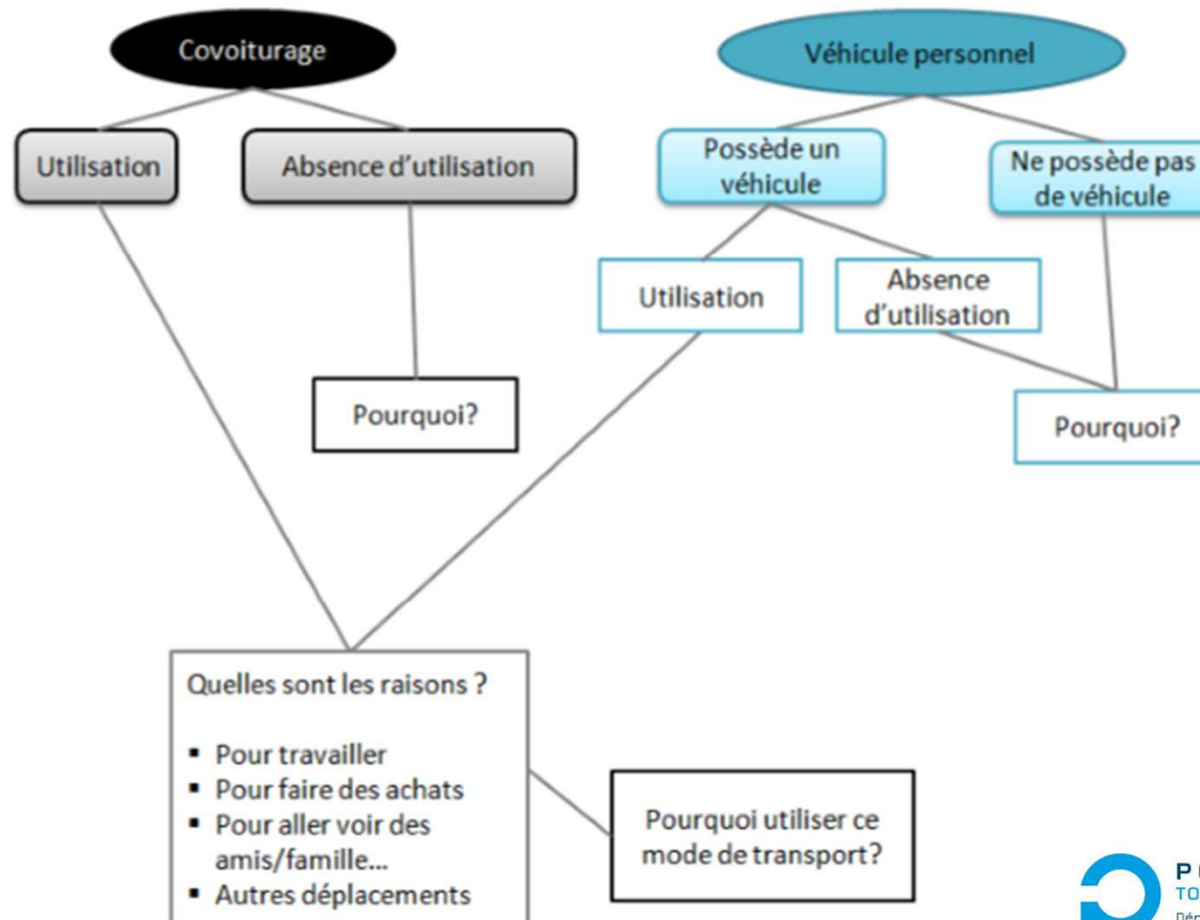 Covoiturage
Véhicule personnel
Utilisation
Absence d'utilisation
Possède un
véhicule
Ne possède pas
de véhicule
Utilisation
Absence
d'utilisation
Pourquoi?
Pourquoi?
Quelles sont les raisons ?
▪ Pour travailler
▪ Pour faire des achats
▪ Pour aller voir des
amis/famille...
▪ Autres déplacements
Pourquoi utiliser ce
mode de transport?